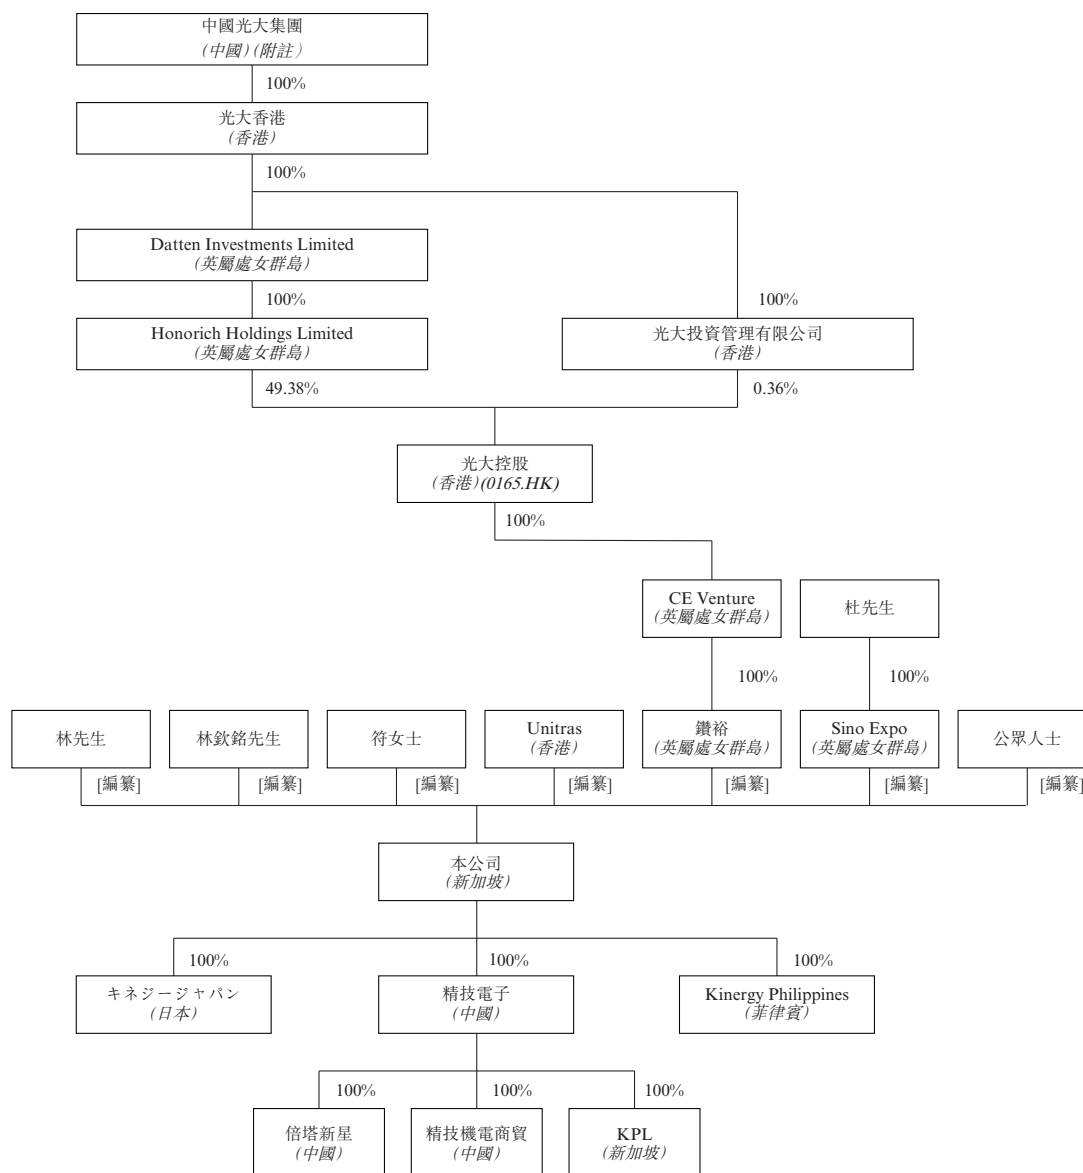 中國光大集團
(中國) (附註)
100%
光大香港
(香港)
100%
Datten Investments Limited
(英屬處女群島)
100%
100%
Honorich Holdings Limited
(英屬處女群島)
光大投資管理有限公司
(香港)
49.38%
0.36%
光大控股
(香港) (0165.HK)
100%
CE Venture
(英屬處女群島)
杜先生
100%
100%
林先生
林欽銘先生
符女士
Unitras
(香港)
鑽裕
(英屬處女群島)
Sino Expo
(英屬處女群島)
公眾人士
[編纂]
[編纂]
[編纂]
[編纂]
[編纂]
[編纂]
[編纂]
本公司
(新加坡)
100%
100%
100%
キネジージャパン
(日本)
精技電子
(中國)
Kinergy Philippines
(菲律賓)
100%
100%
100%
倍塔新星
(中國)
精技機電商貿
(中國)
KPL
(新加坡)